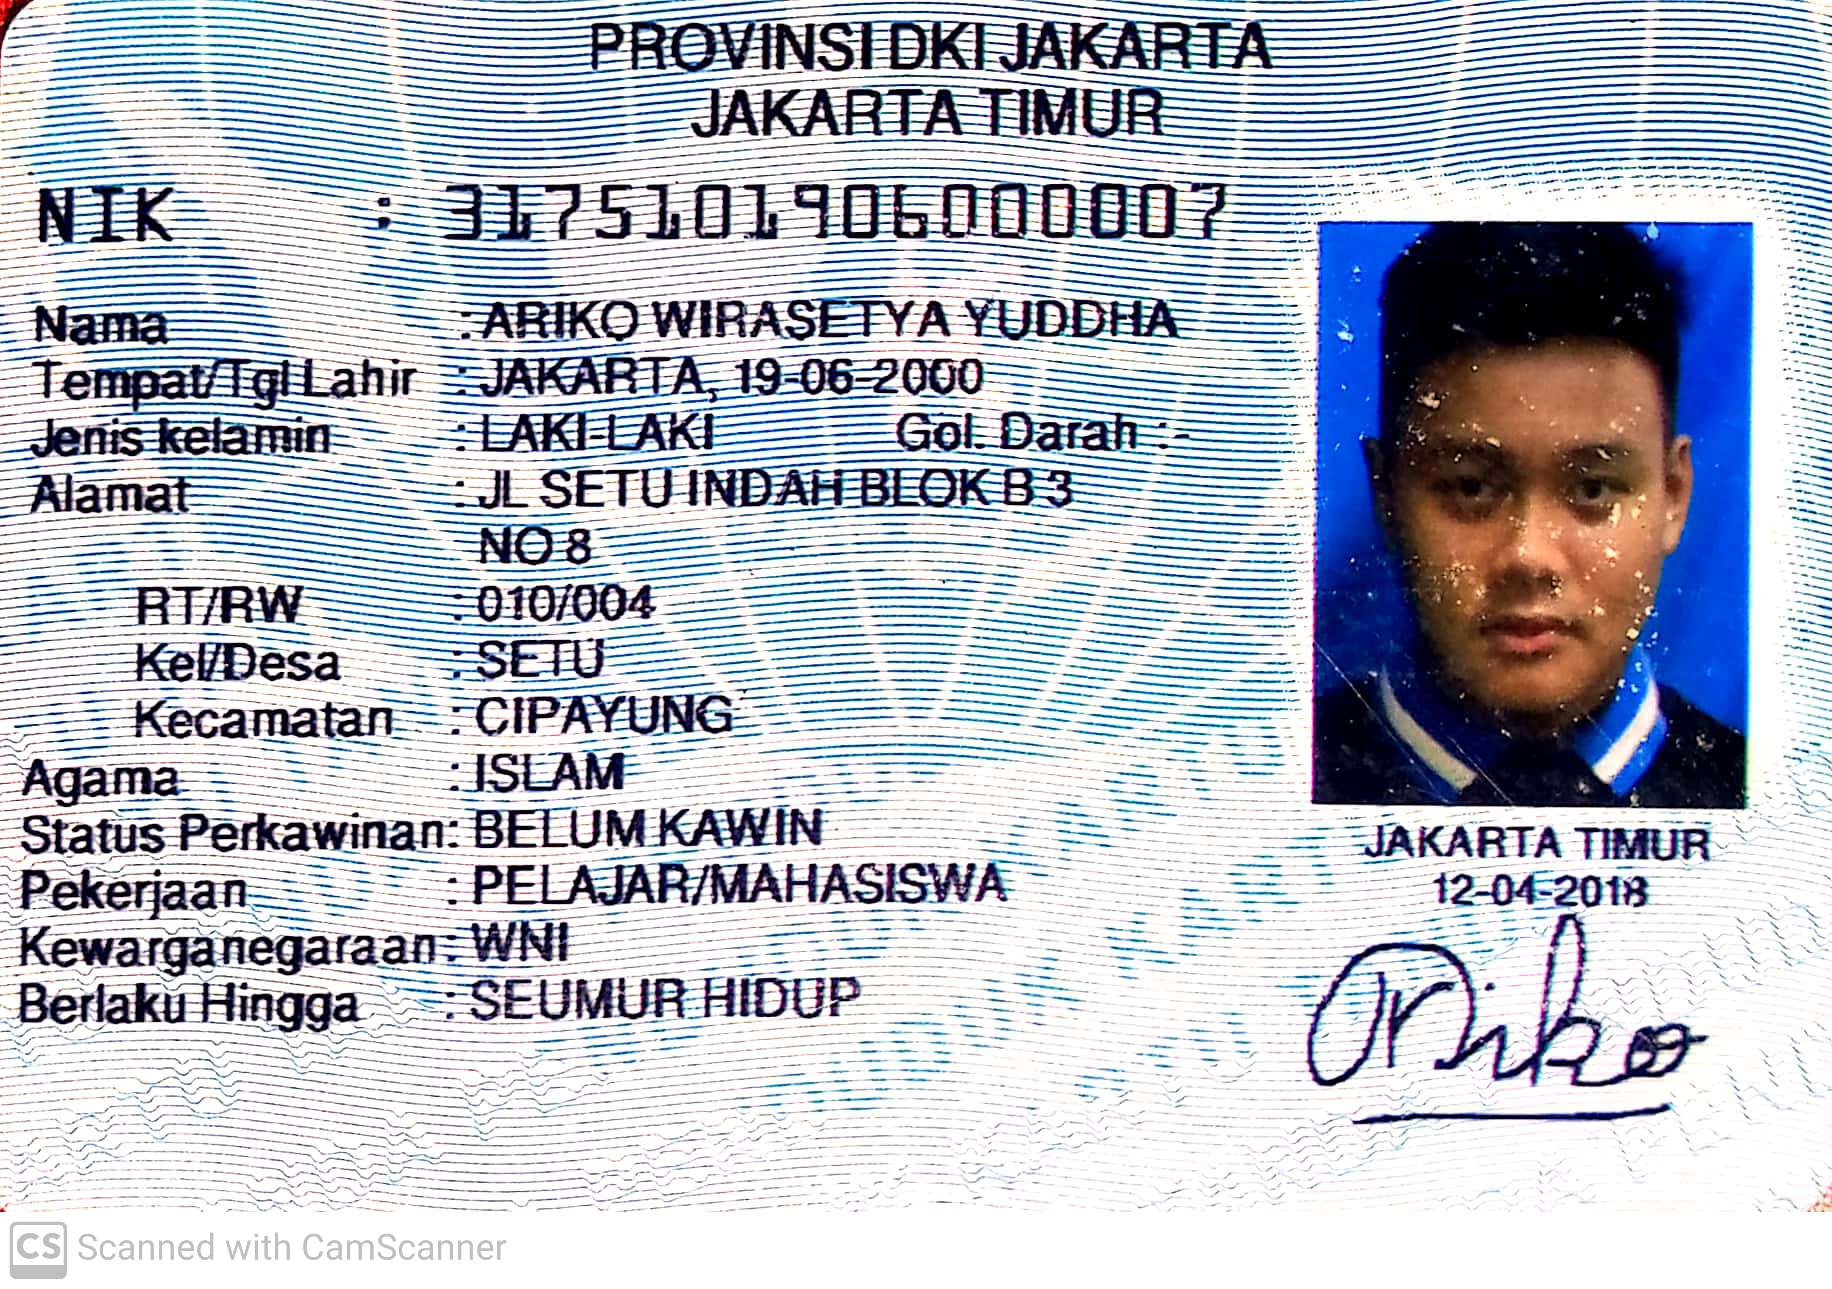 PROVINSI DKI JAKARTA
JAKARTA TIMUR
NIK : 3175101906000007
Nama : ARIKO WIRASETYA YUDDHA
Tempat/Tgl Lahir : JAKARTA, 19-06-2000
Jenis kelamin : LAKI-LAKI Gol. Darah :-
Alamat : JL SETU INDAH BLOK B 3
NO 8
RT/RW : 010/004
Kel/Desa : SETU
Kecamatan : CIPAYUNG
Agama : ISLAM
Status Perkawinan: BELUM KAWIN
Pekerjaan : PELAJAR/MAHASISWA
Kewarganegaraan: WNI
Berlaku Hingga : SEUMUR HIDUP
JAKARTA TIMUR
12-04-2018
Ariko
CS Scanned with CamScanner